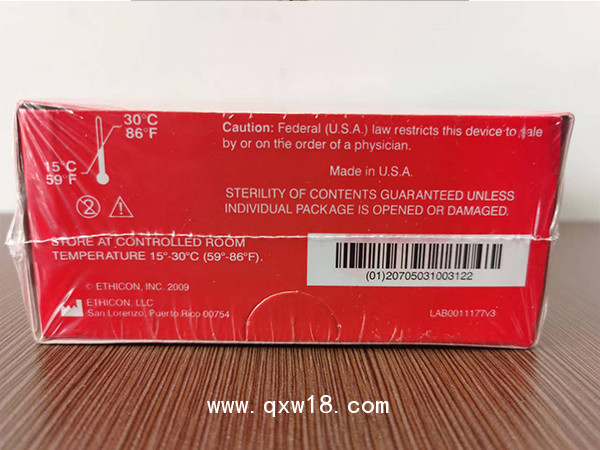 30°C
86°F
15°C
59°F
Caution: Federal (U.S.A.) law restricts this device to sale
by or on the order of a physician.
Made in U.S.A.
STERILITY OF CONTENTS GUARANTEED UNLESS
INDIVIDUAL PACKAGE IS OPENED OR DAMAGED.
2
STORE AT CONTROLLED ROOM
TEMPERATURE 15°-30°C (59°-86°F).
(01)20705031003122
© ETHICON, INC. 2009
ETHICON, LLC
San Lorenzo, Puerto Rico 00754
LAB0011177v3
www.qxw18.com